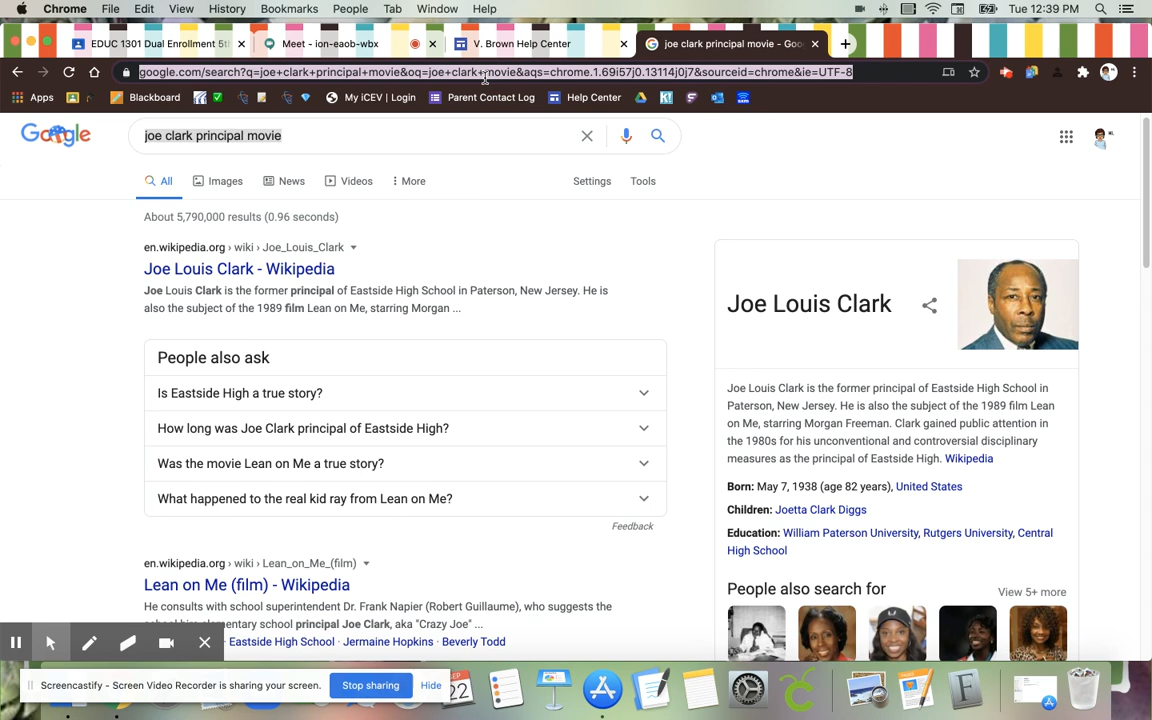 Chrome File Edit View History Bookmarks People Tab Window Help Tue 12:39 PM
EDUC 1301 Dual Enrollment 5th Meet - ion-eaob-wbx V. Brown Help Center joe clark principal movie - Goo
google.com/search?q=joe+clark+principal+movie&oq=joe+clark+movie&aqs=chrome.1.69i57j0.13114j0j7&sourceid=chrome&ie=UTF-8
Apps Blackboard My iCEV | Login Parent Contact Log Help Center
Google joe clark principal movie
All Images News Videos More Settings Tools
About 5,790,000 results (0.96 seconds)
en.wikipedia.org › wiki › Joe_Louis_Clark
Joe Louis Clark - Wikipedia
Joe Louis Clark is the former principal of Eastside High School in Paterson, New Jersey. He is
also the subject of the 1989 film Lean on Me, starring Morgan ...
People also ask
Is Eastside High a true story?
How long was Joe Clark principal of Eastside High?
Was the movie Lean on Me a true story?
What happened to the real kid ray from Lean on Me?
Feedback
en.wikipedia.org › wiki › Lean_on_Me_(film)
Lean on Me (film) - Wikipedia
He consults with school superintendent Dr. Frank Napier (Robert Guillaume), who suggests the
school hire elementary school principal Joe Clark, aka "Crazy Joe" ...
Eastside High School · Jermaine Hopkins · Beverly Todd
Joe Louis Clark
Joe Louis Clark is the former principal of Eastside High School in
Paterson, New Jersey. He is also the subject of the 1989 film Lean
on Me, starring Morgan Freeman. Clark gained public attention in
the 1980s for his unconventional and controversial disciplinary
measures as the principal of Eastside High. Wikipedia
Born: May 7, 1938 (age 82 years), United States
Children: Joetta Clark Diggs
Education: William Paterson University, Rutgers University, Central
High School
People also search for View 5+ more
Screencastify - Screen Video Recorder is sharing your screen. Stop sharing Hide
SEP
22